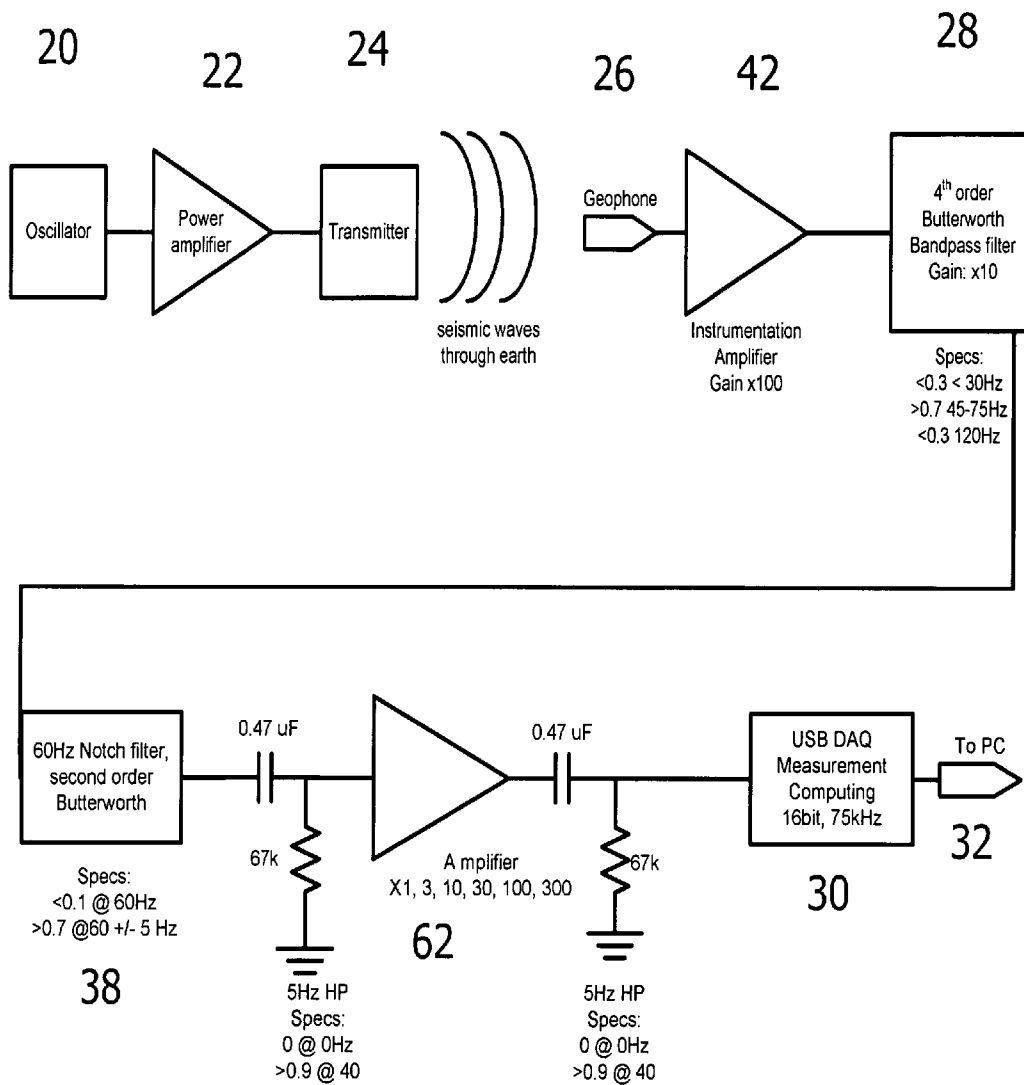 20
22
24
26
42
28
Oscillator
Power
amplifier
Transmitter
seismic waves
through earth
Geophone
Instrumentation
Amplifier
Gain x100
4th order
Butterworth
Bandpass filter
Gain: x10
Specs:
<0.3 < 30Hz
>0.7 45-75Hz
<0.3 120Hz
60Hz Notch filter,
second order
Butterworth
Specs:
<0.1 @ 60Hz
>0.7 @60 +/- 5 Hz
38
0.47 uF
67k
5Hz HP
Specs:
0 @ 0Hz
>0.9 @ 40
A mplifier
X1, 3, 10, 30, 100, 300
62
0.47 uF
67k
5Hz HP
Specs:
0 @ 0Hz
>0.9 @ 40
USB DAQ
Measurement
Computing
16bit, 75kHz
30
To PC
32